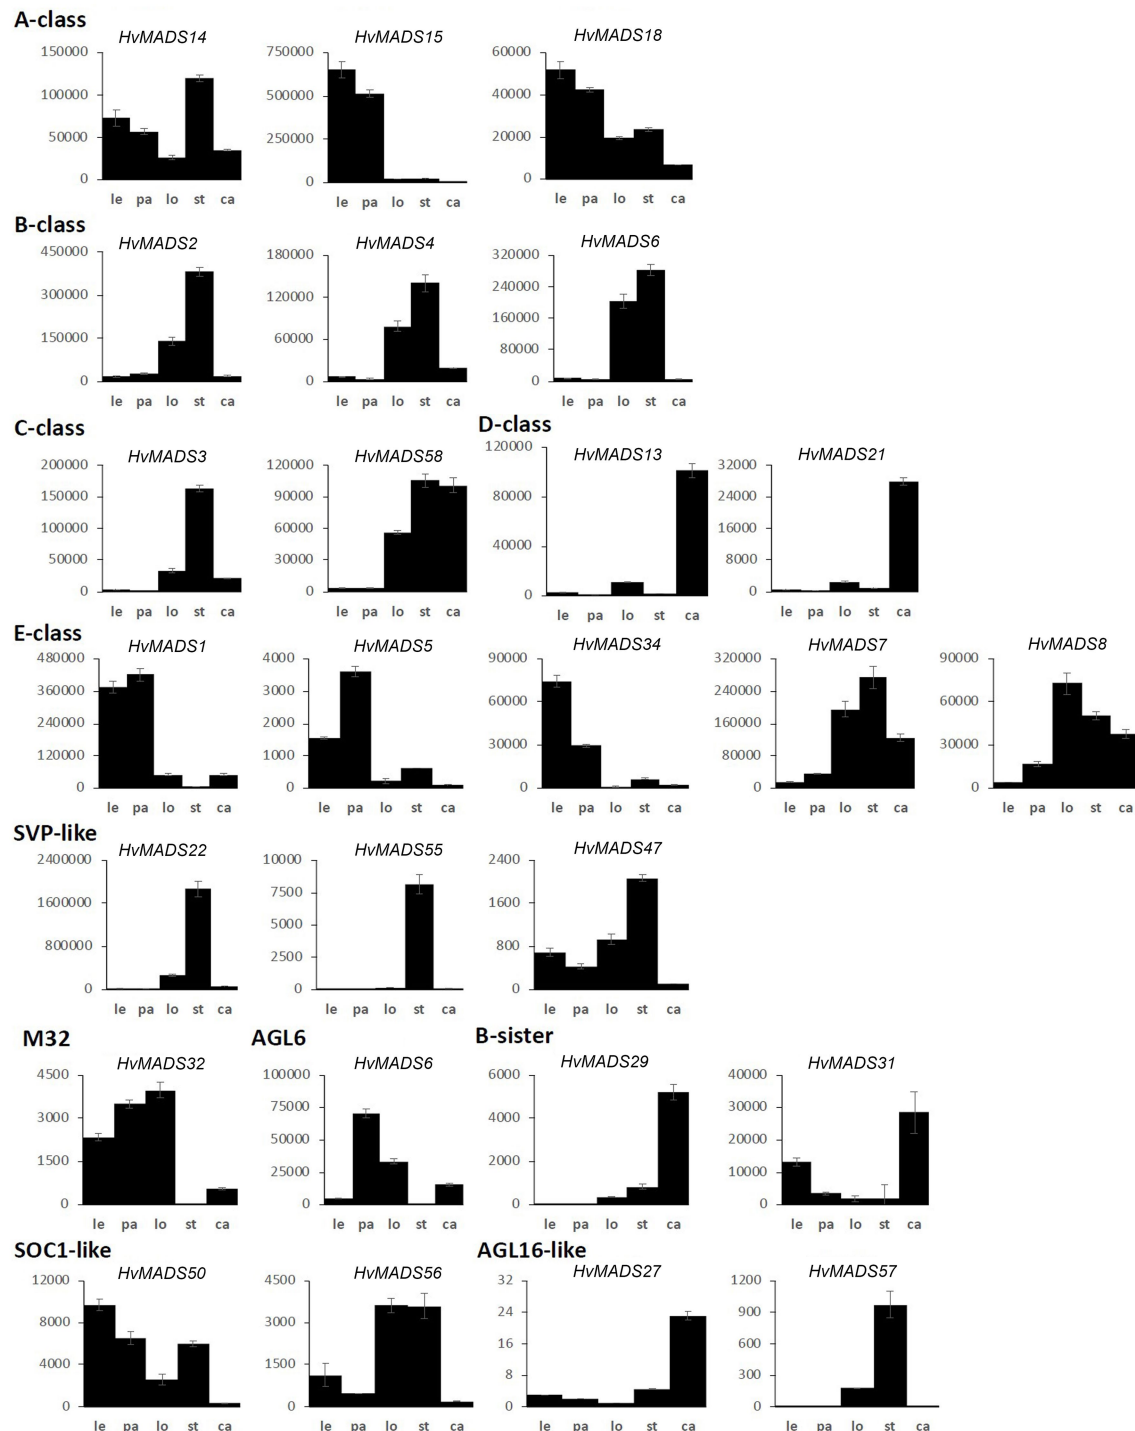 A-class
HvMADS14 HvMADS15 HvMADS18
150000 100000 50000 0
le pa lo st ca
750000 500000 250000 0
le pa lo st ca
60000 40000 20000 0
le pa lo st ca
B-class
HvMADS2 HvMADS4 HvMADS6
450000 300000 150000 0
le pa lo st ca
180000 120000 60000 0
le pa lo st ca
320000 240000 160000 80000 0
le pa lo st ca
C-class D-class
HvMADS3 HvMADS58 HvMADS13 HvMADS21
200000 150000 100000 50000 0
le pa lo st ca
120000 90000 60000 30000 0
le pa lo st ca
120000 80000 40000 0
le pa lo st ca
32000 24000 16000 8000 0
le pa lo st ca
E-class
HvMADS1 HvMADS5 HvMADS34 HvMADS7 HvMADS8
480000 360000 240000 120000 0
le pa lo st ca
4000 3000 2000 1000 0
le pa lo st ca
90000 60000 30000 0
le pa lo st ca
320000 240000 160000 80000 0
le pa lo st ca
90000 60000 30000 0
le pa lo st ca
SVP-like
HvMADS22 HvMADS55 HvMADS47
2400000 1600000 800000 0
le pa lo st ca
10000 7500 5000 2500 0
le pa lo st ca
2400 1600 800 0
le pa lo st ca
M32 AGL6 B-sister
HvMADS32 HvMADS6 HvMADS29 HvMADS31
4500 3000 1500 0
le pa lo st ca
100000 75000 50000 25000 0
le pa lo st ca
6000 4000 2000 0
le pa lo st ca
40000 30000 20000 10000 0
le pa lo st ca
SOC1-like AGL16-like
HvMADS50 HvMADS56 HvMADS27 HvMADS57
12000 8000 4000 0
le pa lo st ca
4500 3000 1500 0
le pa lo st ca
32 24 16 8 0
le pa lo st ca
1200 900 600 300 0
le pa lo st ca